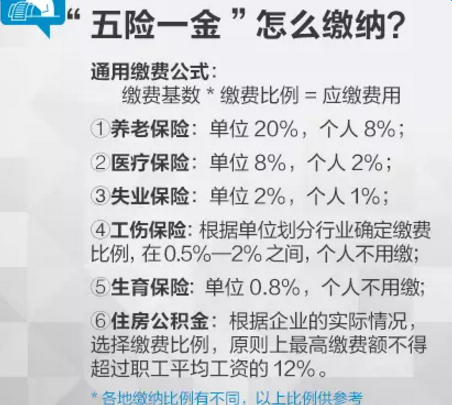 “五险一金”怎么缴纳?
通用缴费公式：
缴费基数 * 缴费比例 = 应缴费用
①养老保险：单位 20%，个人 8%；
②医疗保险：单位 8%，个人 2%；
③失业保险：单位 2%，个人 1%；
④工伤保险：根据单位划分行业确定缴费
比例，在 0.5%—2% 之间，个人不用缴;
⑤生育保险：单位 0.8%，个人不用缴;
⑥住房公积金：根据企业的实际情况，
选择缴费比例，原则上最高缴费额不得
超过职工平均工资的 12%。
* 各地缴纳比例有不同，以上比例供参考